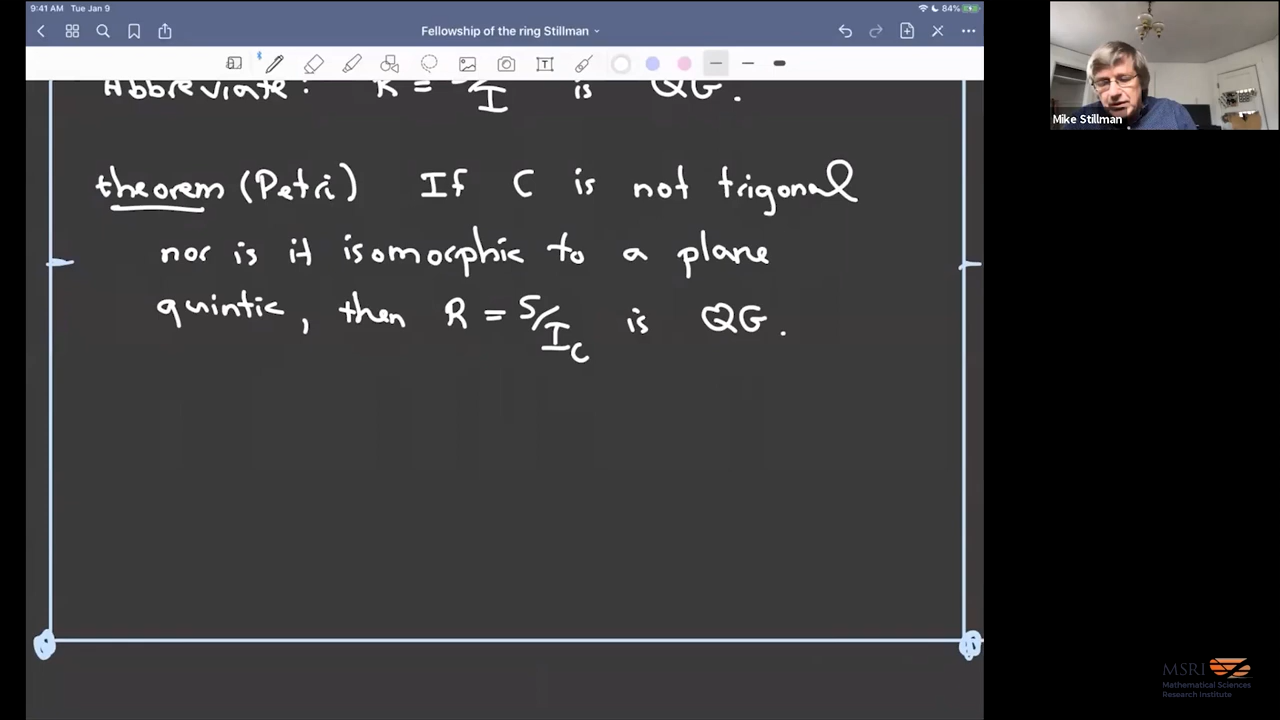 9:41 AM Tue Jan 9
84%
Fellowship of the ring Stillman
Abbreviate: R = S/I is QG.
theorem (Petri) If C is not trigonal
nor is it isomorphic to a plane
quintic, then R = S/I_C is QG.
Mike Stillman
MSRI
Mathematical Sciences
Research Institute